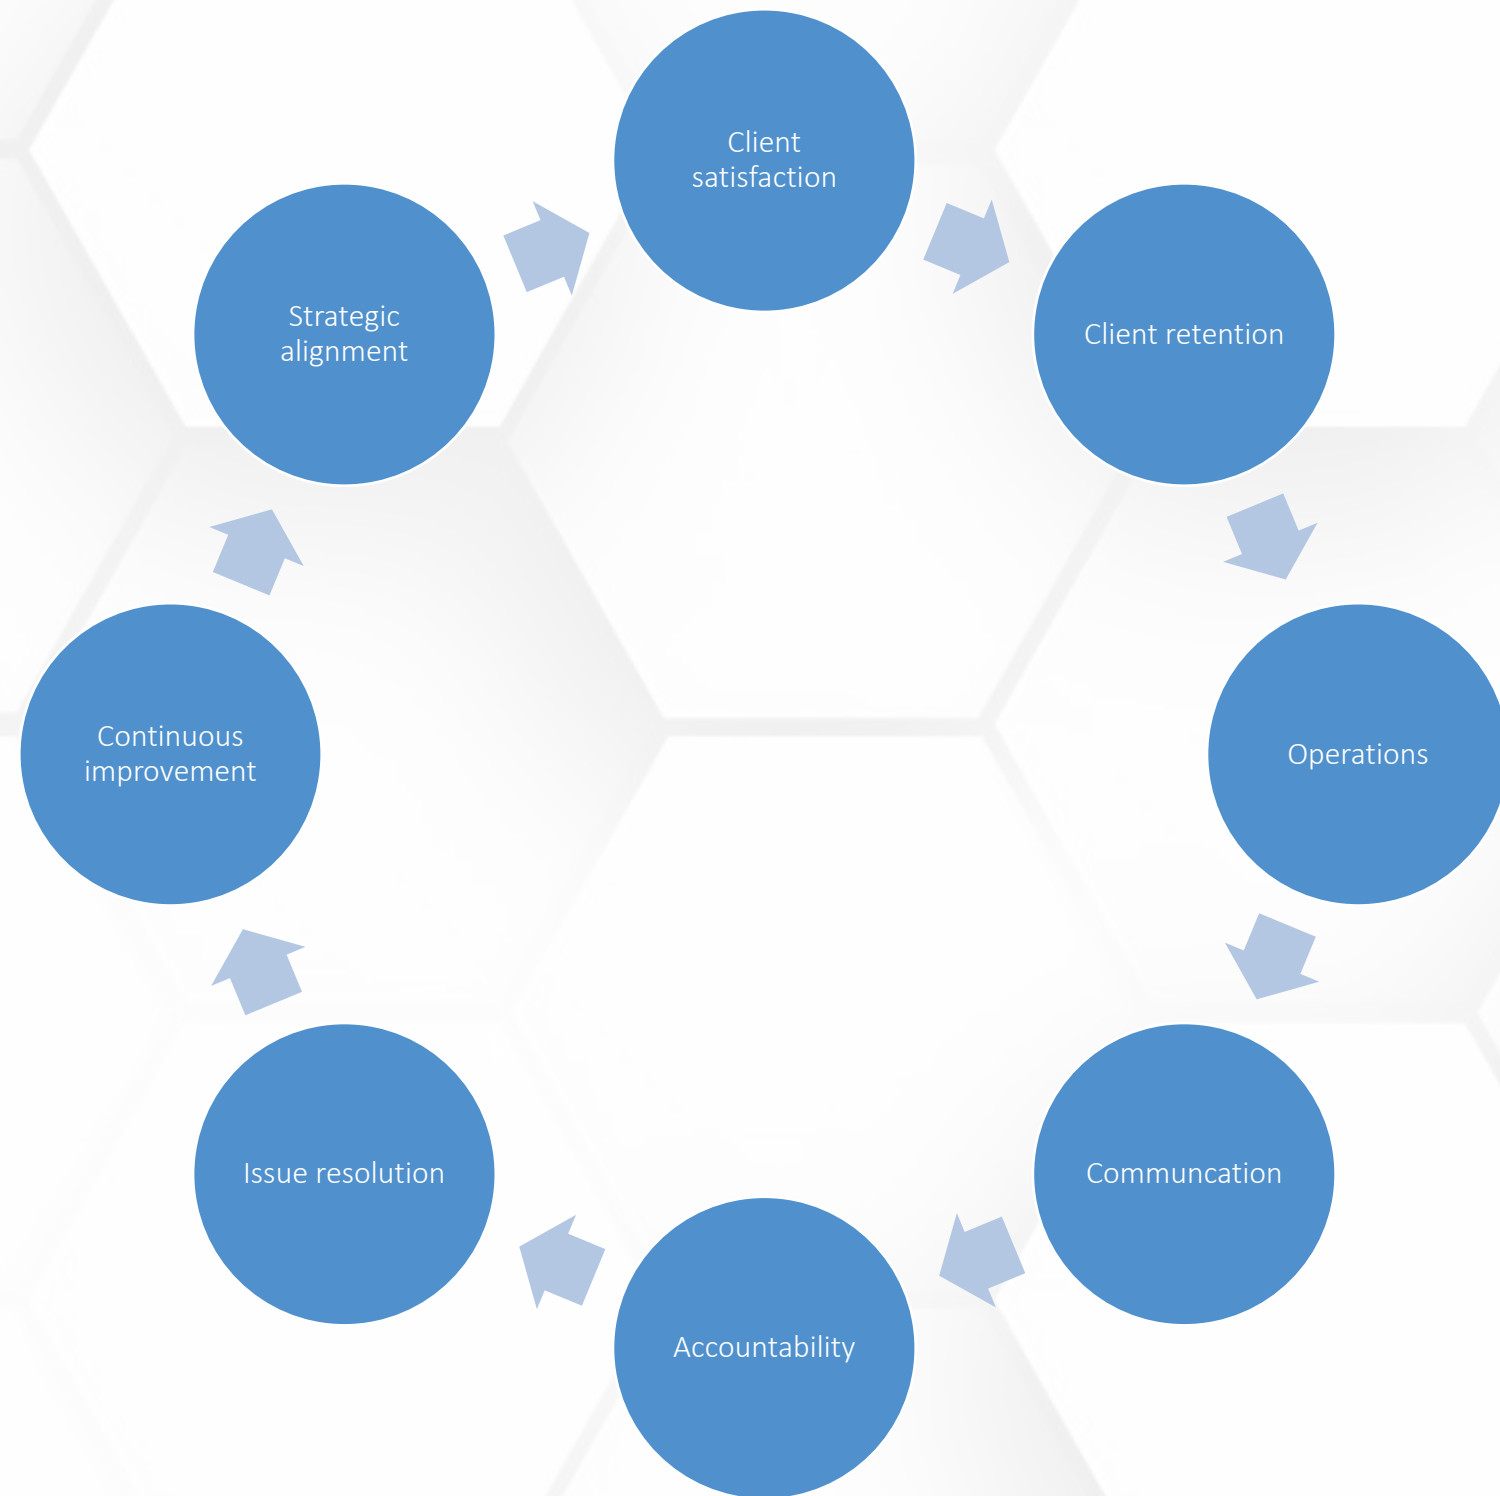 Client
satisfaction
Client retention
Operations
Communcation
Accountability
Issue resolution
Continuous
improvement
Strategic
alignment